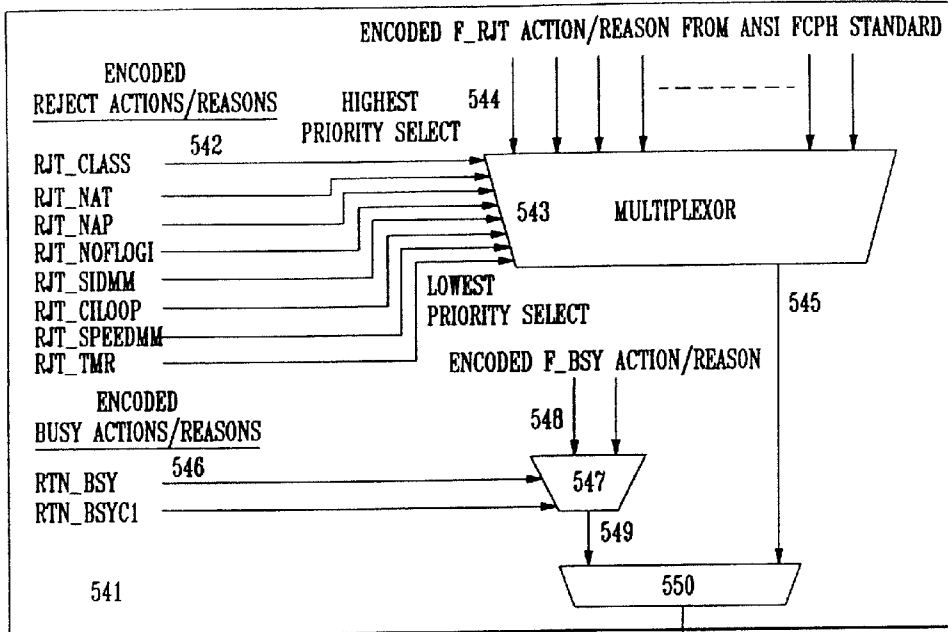 ENCODED F_RJT ACTION/REASON FROM ANSI FCPH STANDARD
ENCODED
REJECT ACTIONS/REASONS
HIGHEST
PRIORITY SELECT
544
542
RJT_CLASS
RJT_NAT
RJT_NAP
RJT_NOFLOGI
RJT_SIDMM
RJT_CILOOP
RJT_SPEEDMM
RJT_TMR
543
MULTIPLEXOR
LOWEST
PRIORITY SELECT
545
ENCODED F_BSY ACTION/REASON
ENCODED
BUSY ACTIONS/REASONS
548
546
RTN_BSY
RTN_BSYC1
547
549
550
541